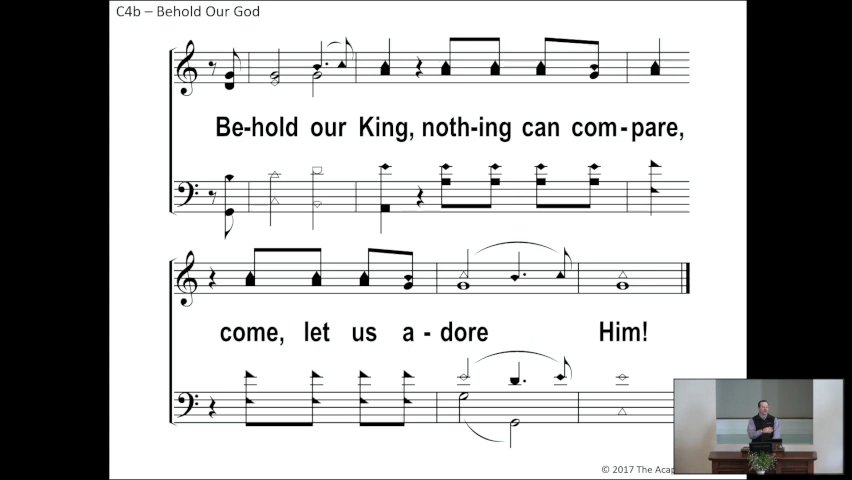 C4b – Behold Our God
Be-hold our King, noth-ing can com-pare,
come, let us a-dore Him!
© 2017 The